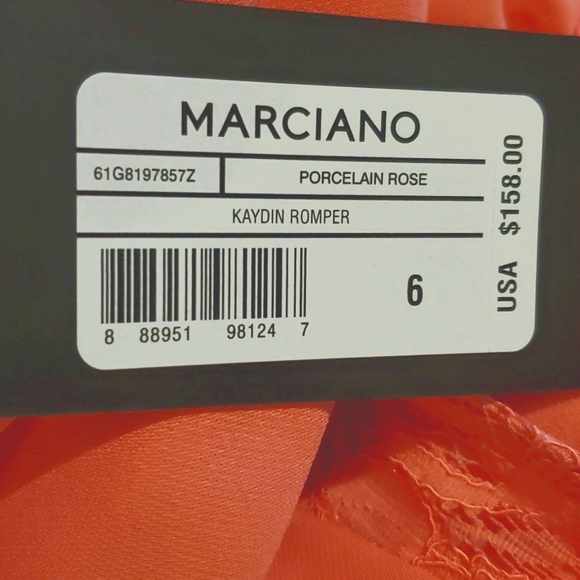 MARCIANO
61G8197857Z PORCELAIN ROSE
KAYDIN ROMPER
8 88951 98124 7
6
USA $158.00